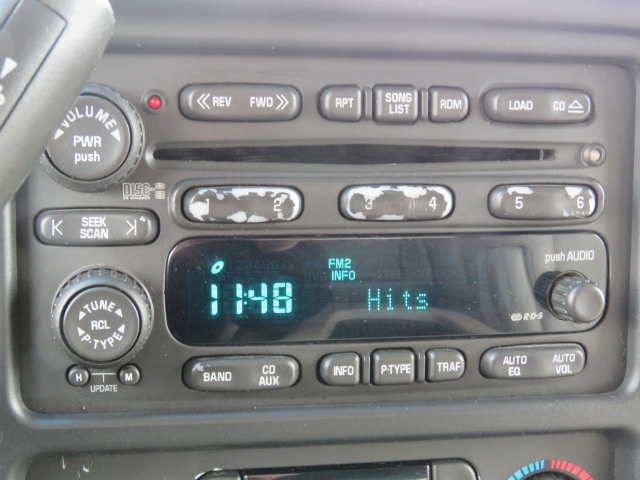 VOLUME
PWR
push
REV FWD
RPT
SONG
LIST
RDM
LOAD CD
DISC
1 2
3 4
5 6
SEEK
SCAN
FM2
INFO
11:48 Hits
push AUDIO
R·D·S
TUNE
RCL
P.TYPE
H M
UPDATE
BAND
CD
AUX
INFO
P-TYPE
TRAF
AUTO
EQ
AUTO
VOL